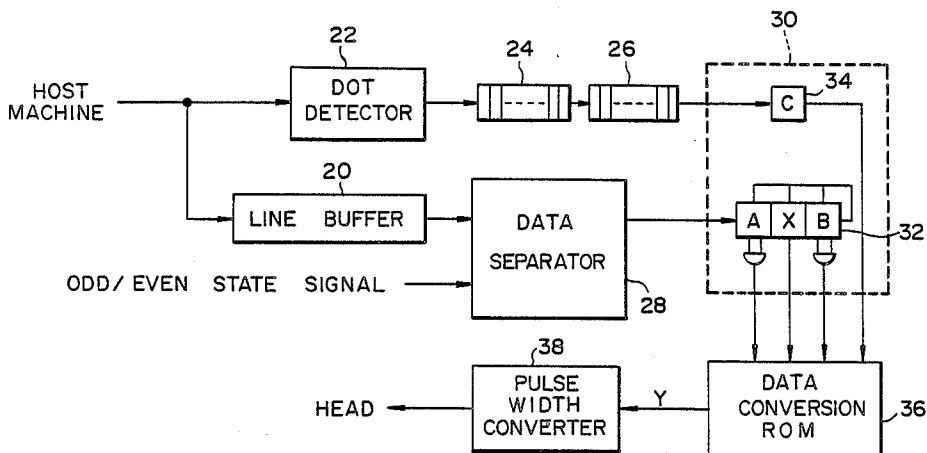 30
22
24
26
34
HOST
MACHINE
DOT
DETECTOR
C
20
LINE BUFFER
DATA
SEPARATOR
A X B
32
ODD/EVEN STATE SIGNAL
28
38
HEAD
PULSE
WIDTH
CONVERTER
Y
DATA
CONVERSION
ROM
36